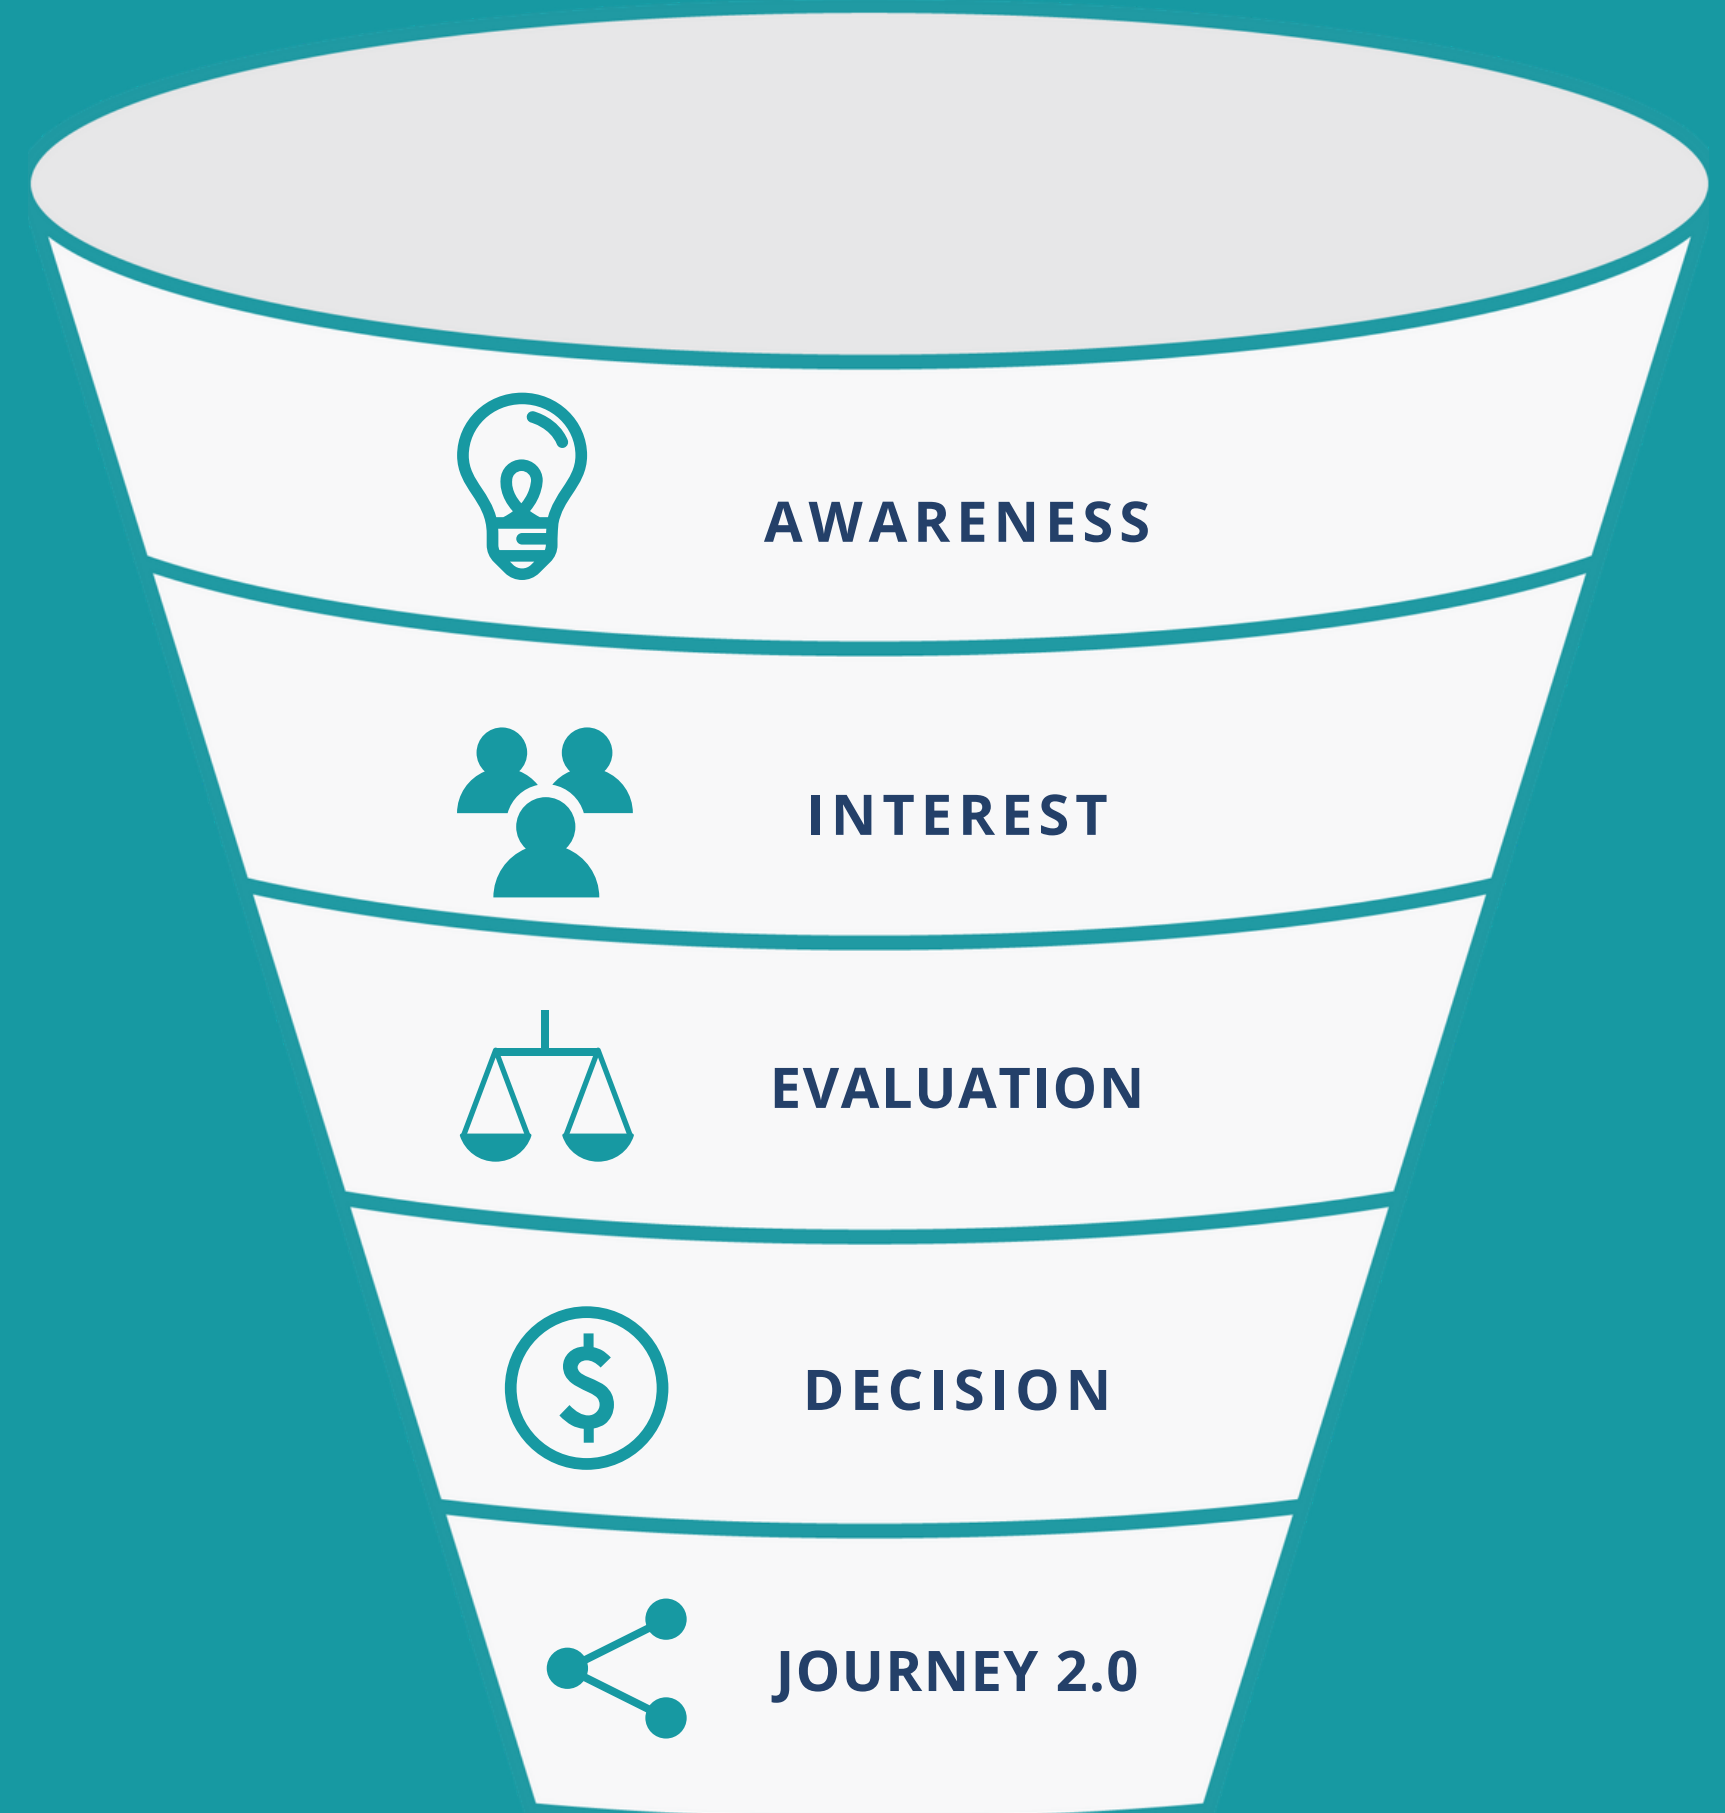 AWARENESS
INTEREST
EVALUATION
DECISION
JOURNEY 2.0